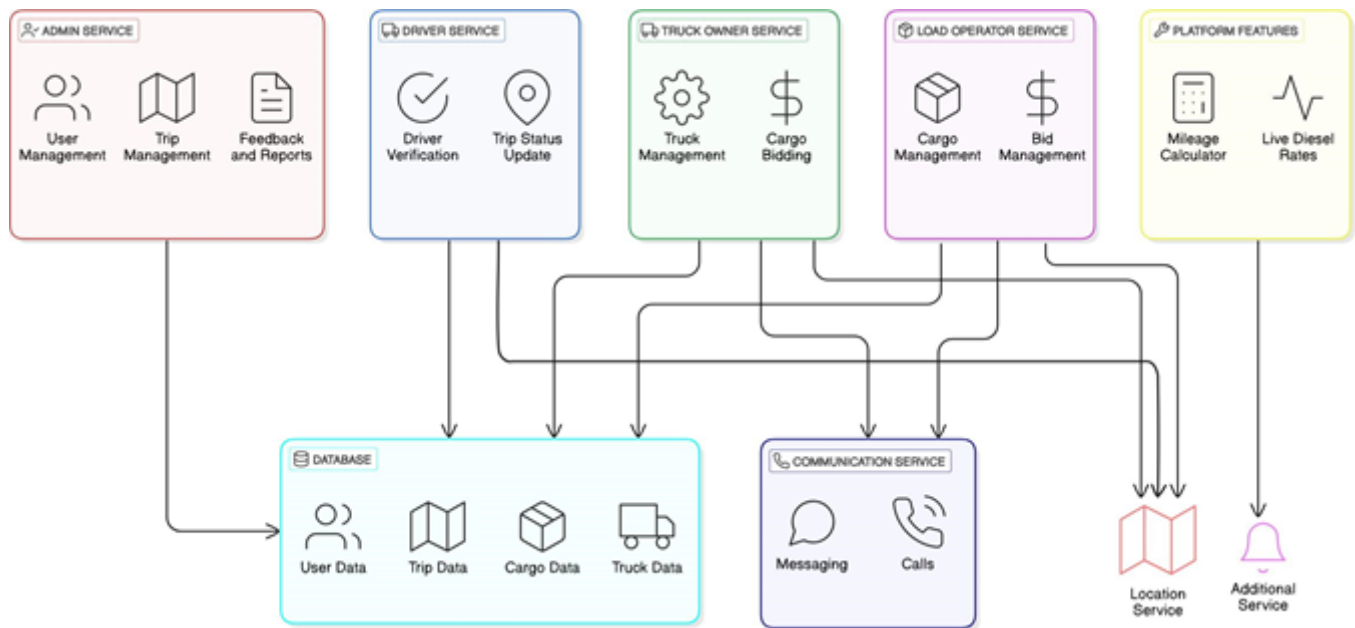 ADMIN SERVICE
User
Management
Trip
Management
Feedback
and Reports
DRIVER SERVICE
Driver
Verification
Trip Status
Update
TRUCK OWNER SERVICE
Truck
Management
Cargo
Bidding
LOAD OPERATOR SERVICE
Cargo
Management
Bid
Management
PLATFORM FEATURES
Mileage
Calculator
Live Diesel
Rates
DATABASE
User Data
Trip Data
Cargo Data
Truck Data
COMMUNICATION SERVICE
Messaging
Calls
Location
Service
Additional
Service